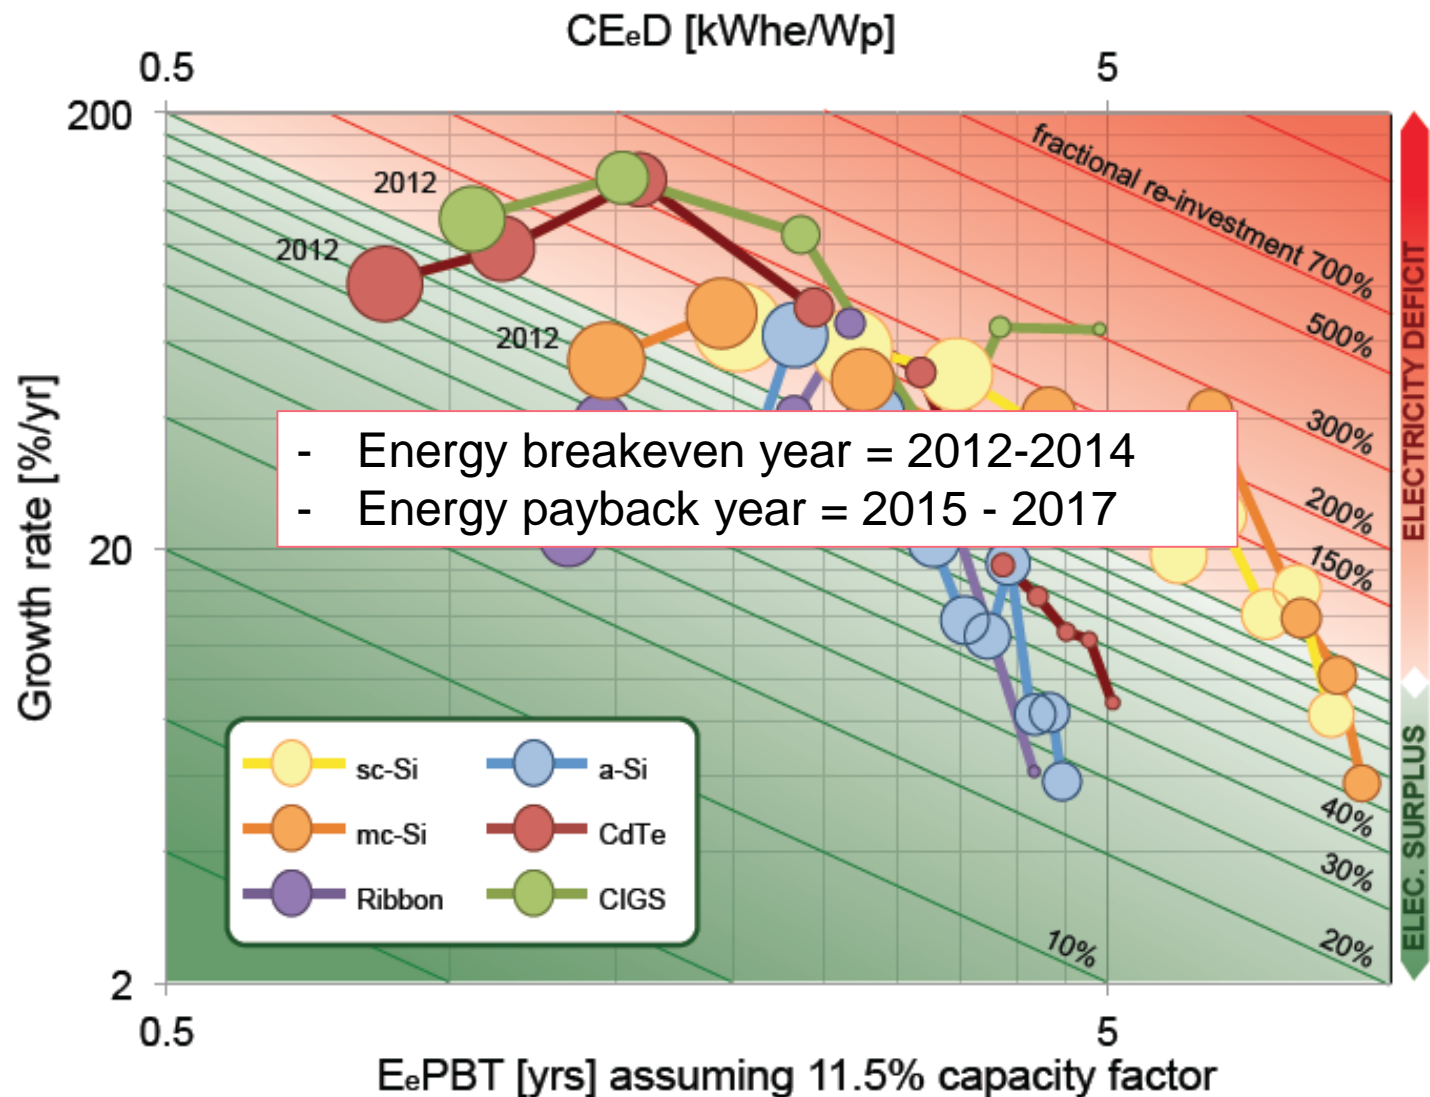 CEeD [kWhe/Wp]
0.5
5
200
20
2
Growth rate [%/yr]
2012
2012
2012
fractional re-investment 700%
500%
300%
200%
150%
40%
30%
20%
10%
ELECTRICITY DEFICIT
ELEC. SURPLUS
- Energy breakeven year = 2012-2014
- Energy payback year = 2015 - 2017
sc-Si
a-Si
mc-Si
CdTe
Ribbon
CIGS
0.5
5
EePBT [yrs] assuming 11.5% capacity factor